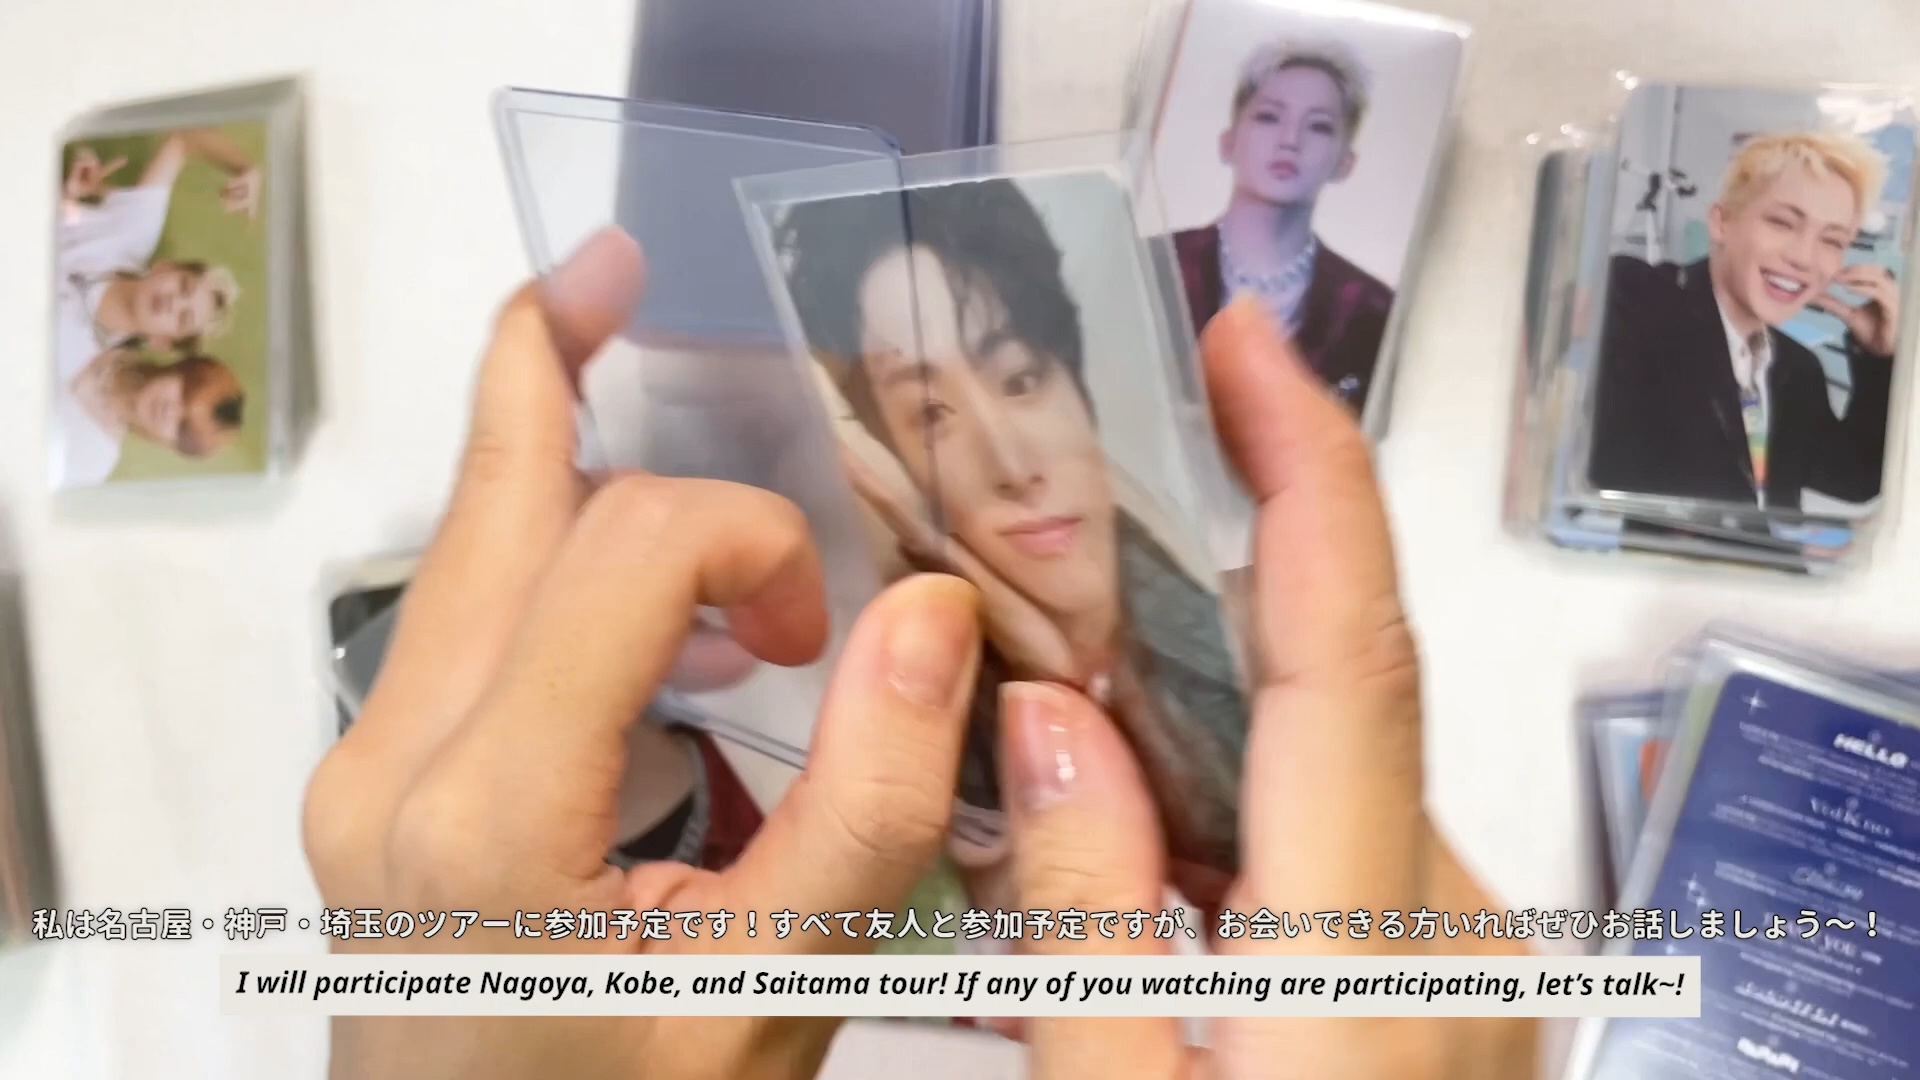 HELLO
私は名古屋・神戸・埼玉のツアーに参加予定です！すべて友人と参加予定ですが、お会いできる方いればぜひお話しましょう〜！
I will participate Nagoya, Kobe, and Saitama tour! If any of you watching are participating, let’s talk~!